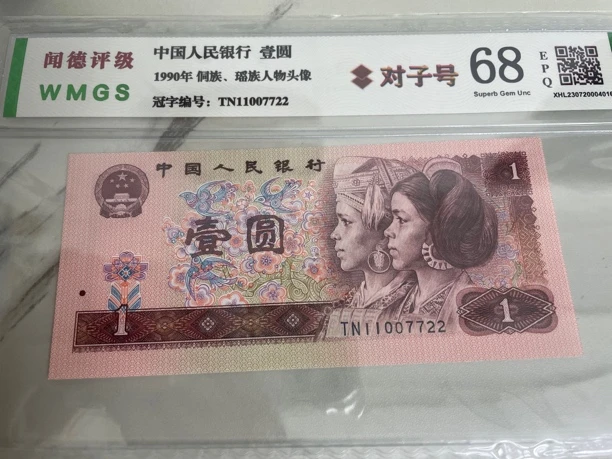 闻德评级
WMGS
中国人民银行 壹圆
1990年 侗族、瑶族人物头像
冠字编号：TN11007722
对子号
68
Superb Gem Unc
EPQ
中国人民银行
1
壹圆
1
1
TN11007722